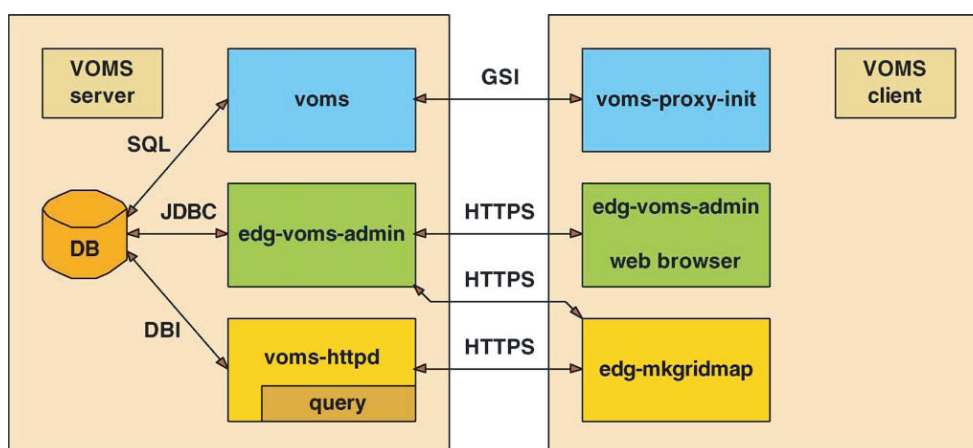 VOMS
server
voms
GSI
voms-proxy-init
VOMS
client
SQL
DB
JDBC
edg-voms-admin
HTTPS
edg-voms-admin
web browser
HTTPS
DBI
voms-httpd
query
HTTPS
edg-mkgridmap